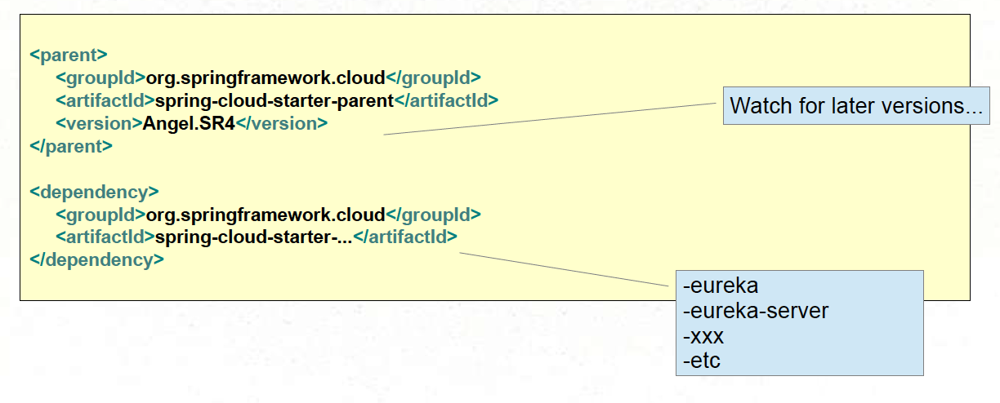 <parent>
<groupId>org.springframework.cloud</groupId>
<artifactId>spring-cloud-starter-parent</artifactId>
<version>Angel.SR4</version>
</parent>
Watch for later versions...
<dependency>
<groupId>org.springframework.cloud</groupId>
<artifactId>spring-cloud-starter-...</artifactId>
</dependency>
-eureka
-eureka-server
-xxx
-etc